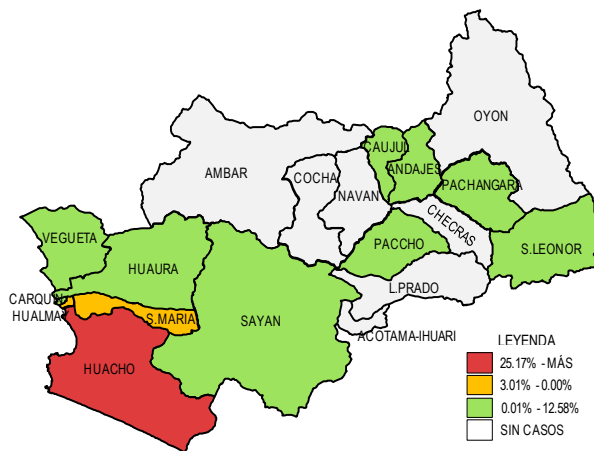 OYON
CAUJUL
ANDAJES
AMBAR
COCHA
NAVAN
PACHANGARA
CHECRAS
VEGUETA
PACCHO
S.LEONOR
HUAURA
L.PRADO
CARQUIN
HUALMAY
S.MARIA
SAYAN
ACOTAMA-IHUARI
HUACHO
LEYENDA
25.17% - MÁS
3.01% - 0.00%
0.01% - 12.58%
SIN CASOS